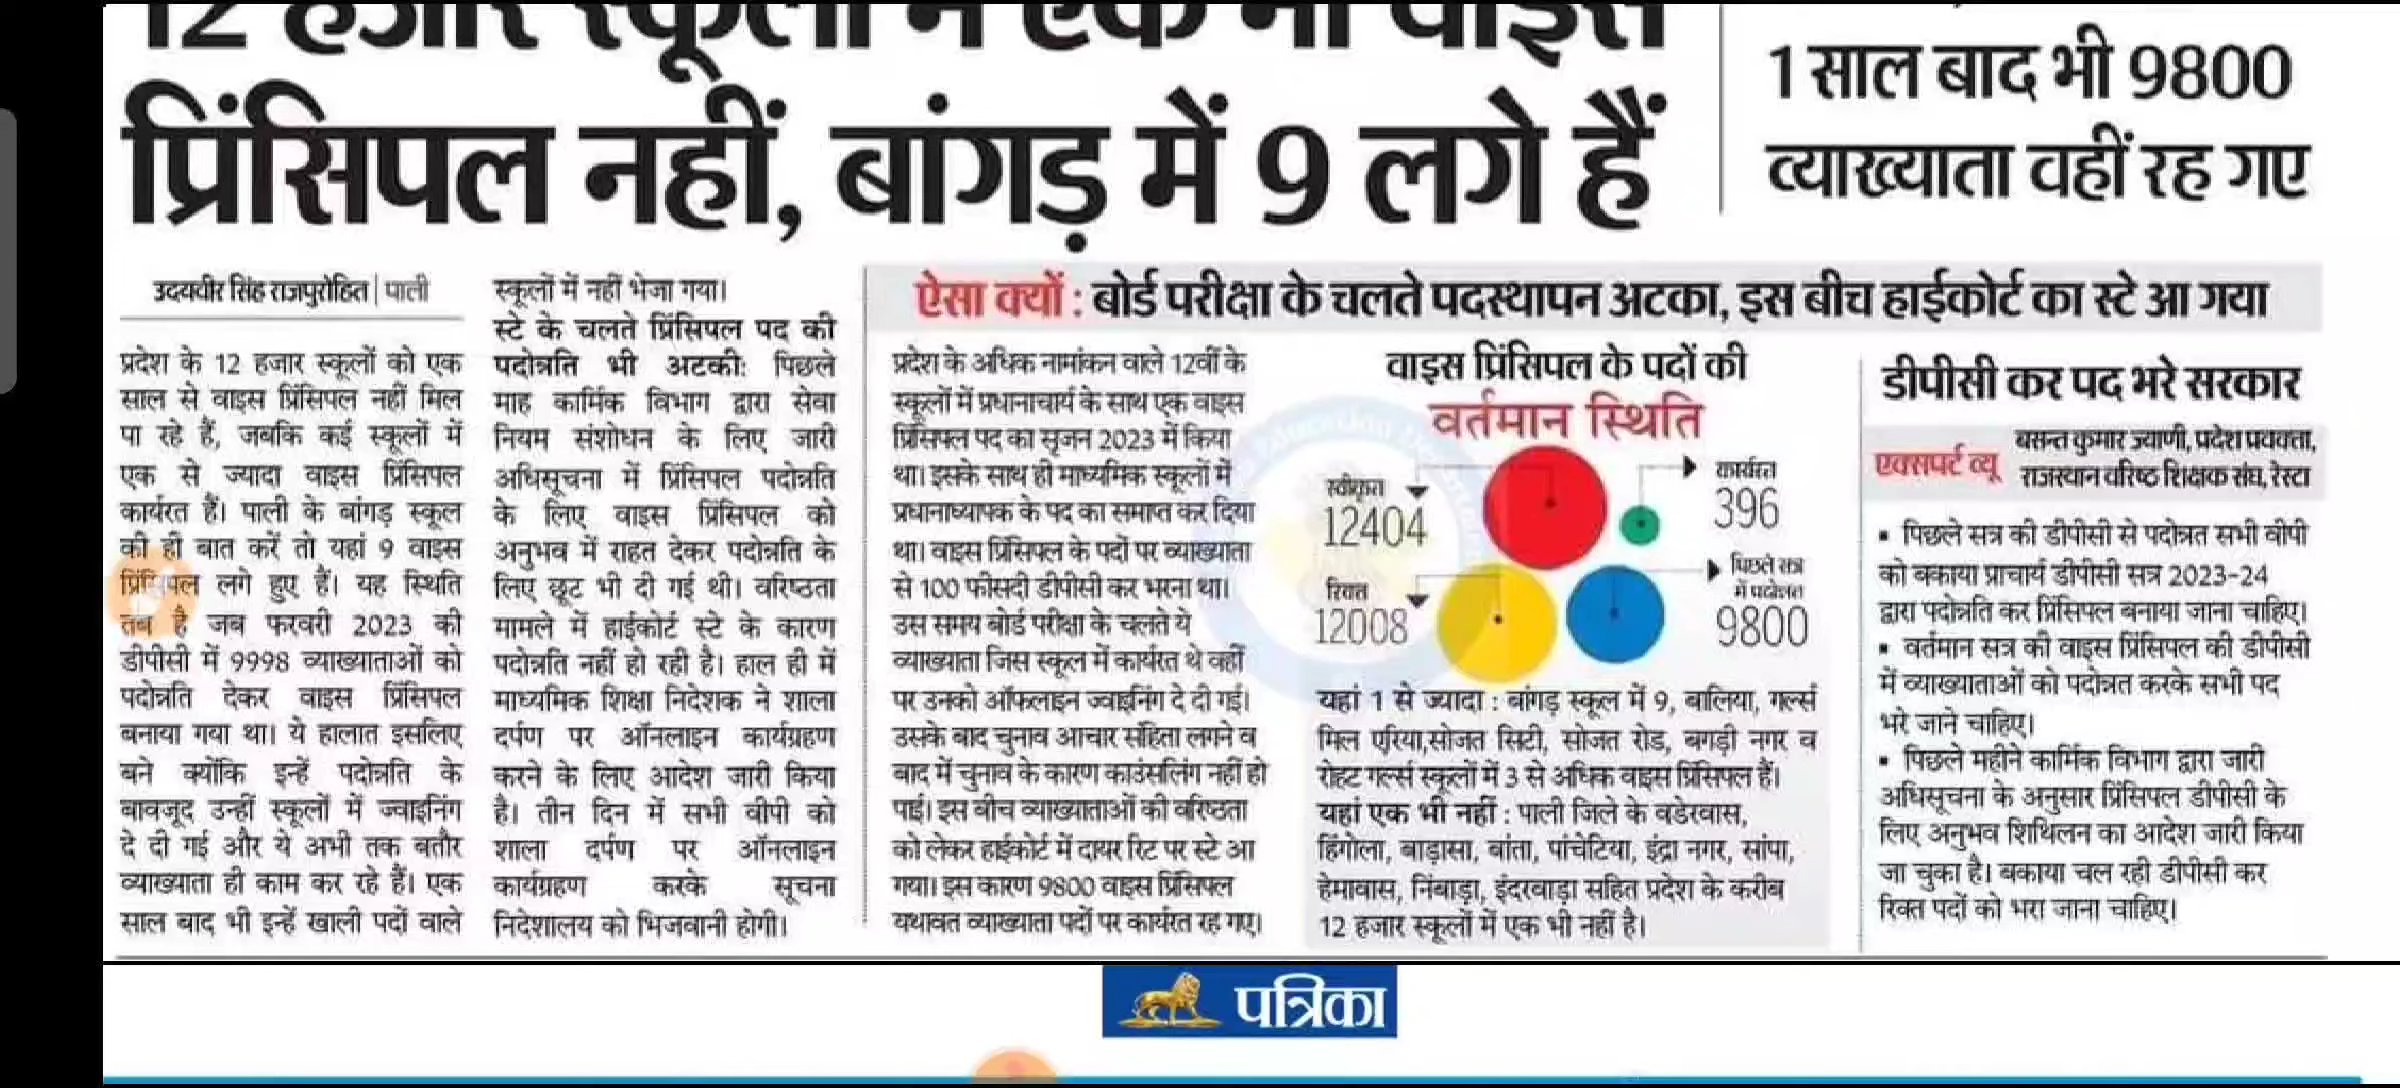 12 हजार स्कूलों में एक भी वाइस
प्रिंसिपल नहीं, बांगड़ में 9 लगे हैं
1 साल बाद भी 9800
व्याख्याता वहीं रह गए
उदयवीर सिंह राजपुरोहित | पाली
प्रदेश के 12 हजार स्कूलों को एक
साल से वाइस प्रिंसिपल नहीं मिल
पा रहे हैं, जबकि कई स्कूलों में
एक से ज्यादा वाइस प्रिंसिपल
कार्यरत हैं। पाली के बांगड़ स्कूल
की ही बात करें तो यहां 9 वाइस
प्रिंसिपल लगे हुए हैं। यह स्थिति
तब है जब फरवरी 2023 की
डीपीसी में 9998 व्याख्याताओं को
पदोन्नति देकर वाइस प्रिंसिपल
बनाया गया था। ये हालात इसलिए
बने क्योंकि इन्हें पदोन्नति के
बावजूद उन्हीं स्कूलों में ज्वाइनिंग
दे दी गई और ये अभी तक बतौर
व्याख्याता ही काम कर रहे हैं। एक
साल बाद भी इन्हें खाली पदों वाले
स्कूलों में नहीं भेजा गया।
स्टे के चलते प्रिंसिपल पद की
पदोन्नति भी अटकी: पिछले
माह कार्मिक विभाग द्वारा सेवा
नियम संशोधन के लिए जारी
अधिसूचना में प्रिंसिपल पदोन्नति
के लिए वाइस प्रिंसिपल को
अनुभव में राहत देकर पदोन्नति के
लिए छूट भी दी गई थी। वरिष्ठता
मामले में हाईकोर्ट स्टे के कारण
पदोन्नति नहीं हो रही है। हाल ही में
माध्यमिक शिक्षा निदेशक ने शाला
दर्पण पर ऑनलाइन कार्यग्रहण
करने के लिए आदेश जारी किया
है। तीन दिन में सभी वीपी को
शाला दर्पण पर ऑनलाइन
कार्यग्रहण करके सूचना
निदेशालय को भिजवानी होगी।
ऐसा क्यों : बोर्ड परीक्षा के चलते पदस्थापन अटका, इस बीच हाईकोर्ट का स्टे आ गया
प्रदेश के अधिक नामांकन वाले 12वीं के
स्कूलों में प्रधानाचार्य के साथ एक वाइस
प्रिंसिपल पद का सृजन 2023 में किया
था। इसके साथ ही माध्यमिक स्कूलों में
प्रधानाध्यापक के पद का समाप्त कर दिया
था। वाइस प्रिंसिपल के पदों पर व्याख्याता
से 100 फीसदी डीपीसी कर भरना था।
उस समय बोर्ड परीक्षा के चलते ये
व्याख्याता जिस स्कूल में कार्यरत थे वहीं
पर उनको ऑफलाइन ज्वाइनिंग दे दी गई।
उसके बाद चुनाव आचार संहिता लगने व
बाद में चुनाव के कारण काउंसलिंग नहीं हो
पाई। इस बीच व्याख्याताओं की वरिष्ठता
को लेकर हाईकोर्ट में दायर रिट पर स्टे आ
गया। इस कारण 9800 वाइस प्रिंसिपल
यथावत व्याख्याता पदों पर कार्यरत रह गए।
वाइस प्रिंसिपल के पदों की
वर्तमान स्थिति
स्वीकृत
12404
कार्यरत
396
रिक्त
12008
पिछले सत्र
में पदोन्नत
9800
यहां 1 से ज्यादा : बांगड़ स्कूल में 9, बालिया, गर्ल्स
मिल एरिया,सोजत सिटी, सोजत रोड, बगड़ी नगर व
रोहट गर्ल्स स्कूलों में 3 से अधिक वाइस प्रिंसिपल हैं।
यहां एक भी नहीं : पाली जिले के वडेरवास,
हिंगोला, बाड़ासा, बांता, पांचेटिया, इंद्रा नगर, सांपा,
हेमावास, निंबाड़ा, इंदरवाड़ा सहित प्रदेश के करीब
12 हजार स्कूलों में एक भी नहीं है।
डीपीसी कर पद भरे सरकार
एक्सपर्ट व्यू
बसन्त कुमार ज्याणी, प्रदेश प्रवक्ता,
राजस्थान वरिष्ठ शिक्षक संघ, रेस्टा
▪ पिछले सत्र की डीपीसी से पदोन्नत सभी वीपी
को बकाया प्राचार्य डीपीसी सत्र 2023-24
द्वारा पदोन्नति कर प्रिंसिपल बनाया जाना चाहिए।
▪ वर्तमान सत्र की वाइस प्रिंसिपल की डीपीसी
में व्याख्याताओं को पदोन्नत करके सभी पद
भरे जाने चाहिए।
▪ पिछले महीने कार्मिक विभाग द्वारा जारी
अधिसूचना के अनुसार प्रिंसिपल डीपीसी के
लिए अनुभव शिथिलन का आदेश जारी किया
जा चुका है। बकाया चल रही डीपीसी कर
रिक्त पदों को भरा जाना चाहिए।
पत्रिका